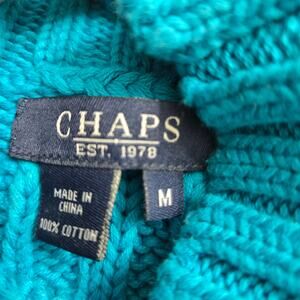 CHAPS
EST. 1978
MADE IN
CHINA
100% COTTON
M